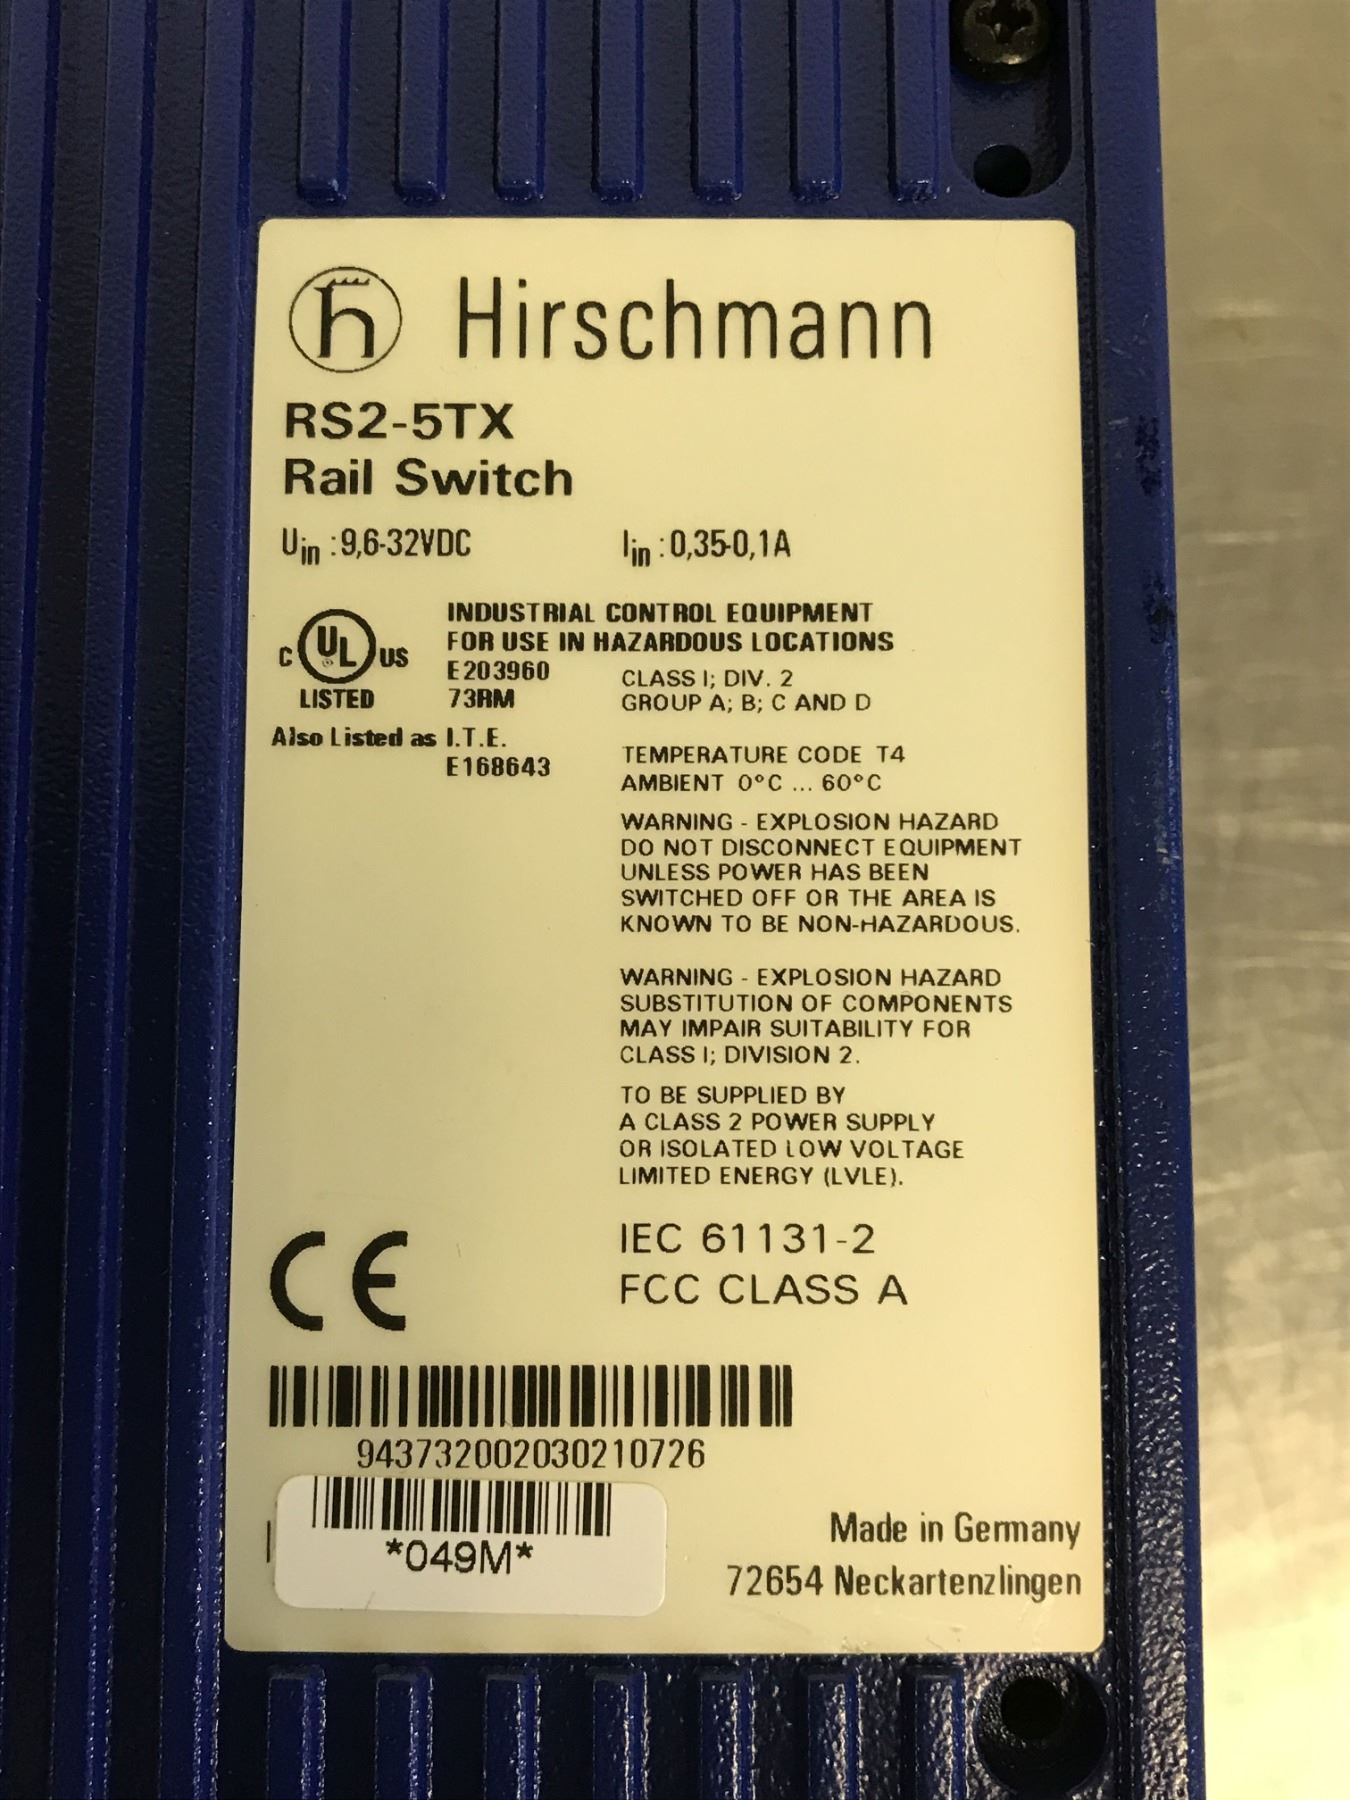 h Hirschmann
RS2-5TX
Rail Switch
Uin : 9,6-32VDC Iin : 0,35-0,1A
C UL US
LISTED
INDUSTRIAL CONTROL EQUIPMENT
FOR USE IN HAZARDOUS LOCATIONS
E203960
73RM
Also Listed as I.T.E.
E168643
CLASS I; DIV. 2
GROUP A; B; C AND D
TEMPERATURE CODE T4
AMBIENT 0°C ... 60°C
WARNING - EXPLOSION HAZARD
DO NOT DISCONNECT EQUIPMENT
UNLESS POWER HAS BEEN
SWITCHED OFF OR THE AREA IS
KNOWN TO BE NON-HAZARDOUS.
WARNING - EXPLOSION HAZARD
SUBSTITUTION OF COMPONENTS
MAY IMPAIR SUITABILITY FOR
CLASS I; DIVISION 2.
TO BE SUPPLIED BY
A CLASS 2 POWER SUPPLY
OR ISOLATED LOW VOLTAGE
LIMITED ENERGY (LVLE).
CE
IEC 61131-2
FCC CLASS A
943732002030210726
*049M*
Made in Germany
72654 Neckartenzlingen